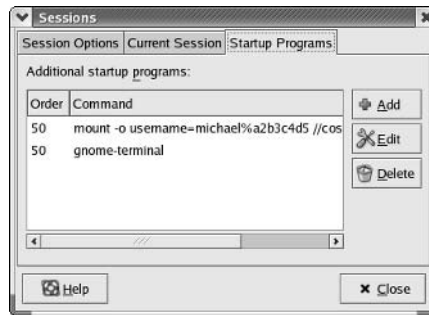 Sessions
Session Options Current Session Startup Programs
Additional startup programs:
Order Command
50 mount -o username=michael%a2b3c4d5 //cos
50 gnome-terminal
Add
Edit
Delete
Help
Close